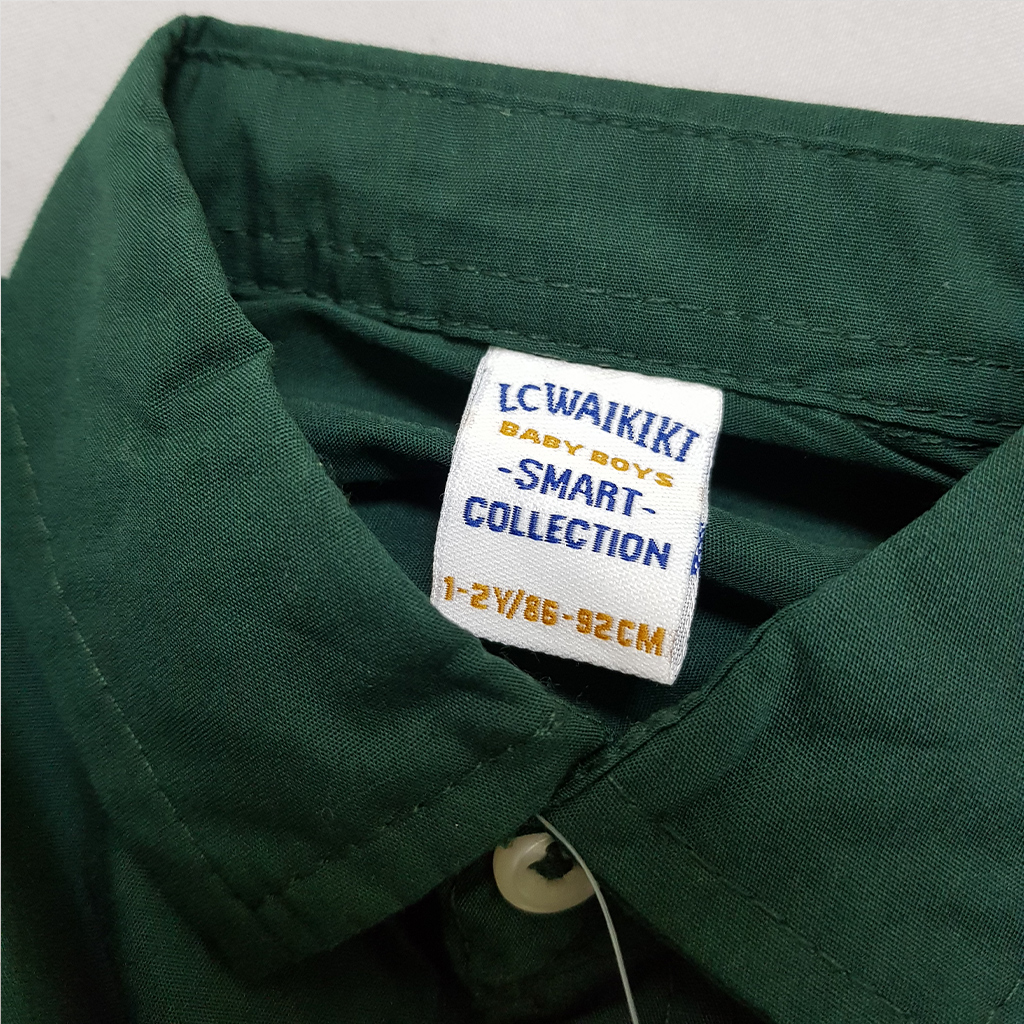 LCWAIKIKI
BABY BOYS
-SMART-
COLLECTION
1-2Y/86-92CM